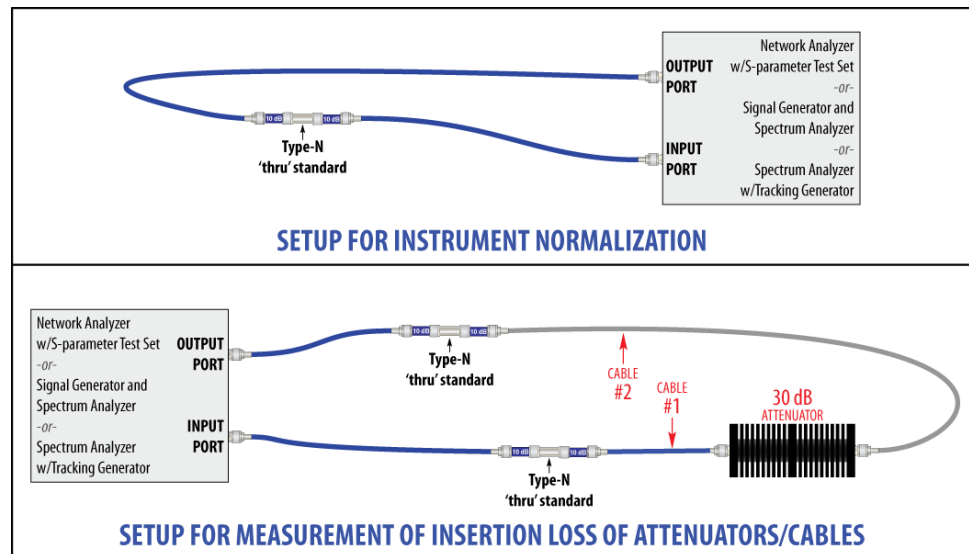 Network Analyzer
w/S-parameter Test Set
-or-
Signal Generator and
Spectrum Analyzer
-or-
Spectrum Analyzer
w/Tracking Generator
OUTPUT
PORT
INPUT
PORT
10 dB
10 dB
Type-N
'thru' standard
SETUP FOR INSTRUMENT NORMALIZATION
Network Analyzer
w/S-parameter Test Set
-or-
Signal Generator and
Spectrum Analyzer
-or-
Spectrum Analyzer
w/Tracking Generator
OUTPUT
PORT
INPUT
PORT
10 dB
10 dB
Type-N
'thru' standard
CABLE
#2
CABLE
#1
30 dB
ATTENUATOR
10 dB
10 dB
Type-N
'thru' standard
SETUP FOR MEASUREMENT OF INSERTION LOSS OF ATTENUATORS/CABLES